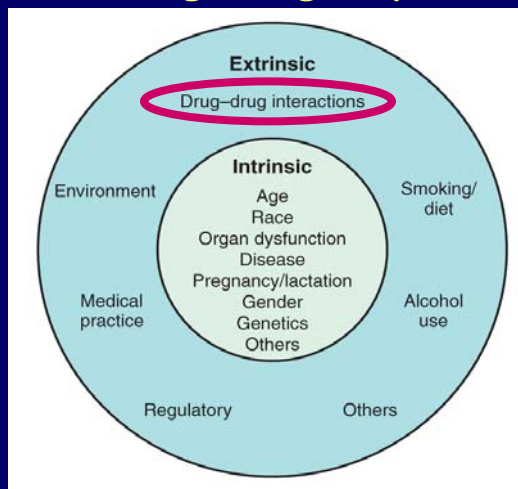 Extrinsic
Drug–drug interactions
Intrinsic
Age
Race
Organ dysfunction
Disease
Pregnancy/lactation
Gender
Genetics
Others
Environment
Smoking/
diet
Medical
practice
Alcohol
use
Regulatory
Others